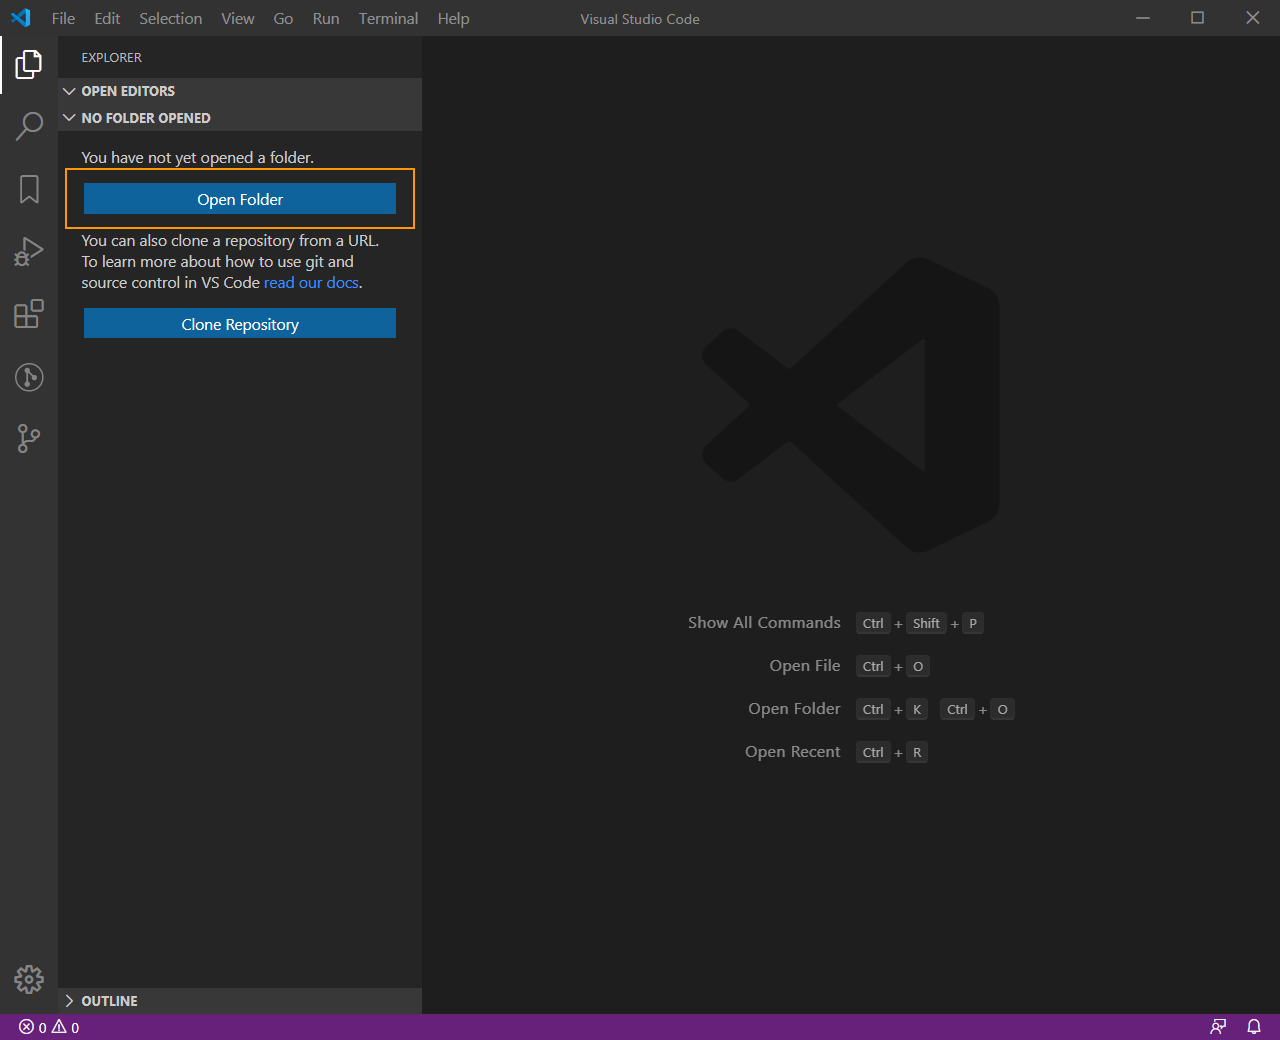 File Edit Selection View Go Run Terminal Help Visual Studio Code
EXPLORER
OPEN EDITORS
NO FOLDER OPENED
You have not yet opened a folder.
Open Folder
You can also clone a repository from a URL.
To learn more about how to use git and
source control in VS Code read our docs.
Clone Repository
Show All Commands Ctrl + Shift + P
Open File Ctrl + O
Open Folder Ctrl + K Ctrl + O
Open Recent Ctrl + R
OUTLINE
0 0